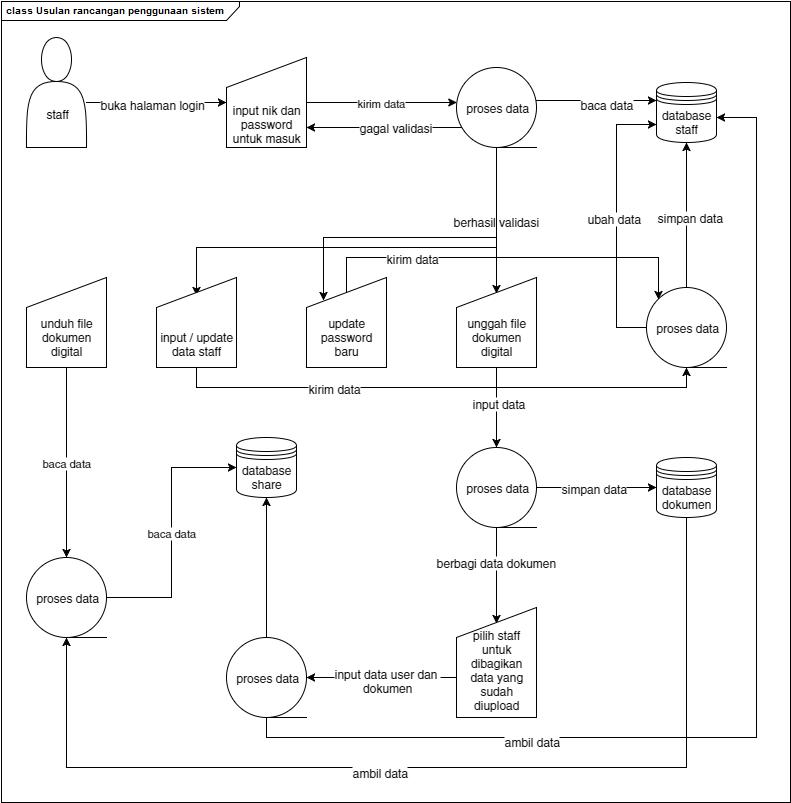 class Usulan rancangan penggunaan sistem
staff
buka halaman login
input nik dan
password
untuk masuk
kirim data
gagal validasi
proses data
baca data
database
staff
berhasil validasi
ubah data
simpan data
kirim data
unduh file
dokumen
digital
input / update
data staff
update
password
baru
unggah file
dokumen
digital
proses data
kirim data
input data
baca data
database
share
proses data
simpan data
database
dokumen
baca data
berbagi data dokumen
proses data
proses data
input data user dan
dokumen
pilih staff
untuk
dibagikan
data yang
sudah
diupload
ambil data
ambil data